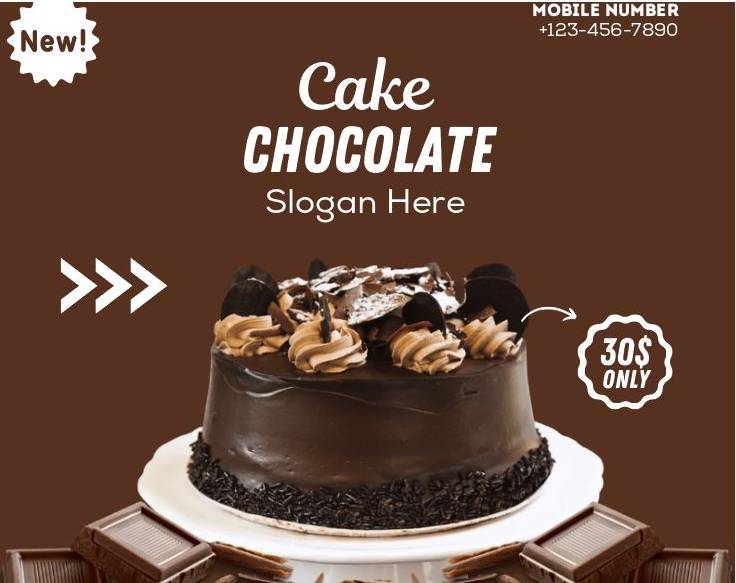 New!
MOBILE NUMBER
+123-456-7890
Cake
CHOCOLATE
Slogan Here
30$
ONLY